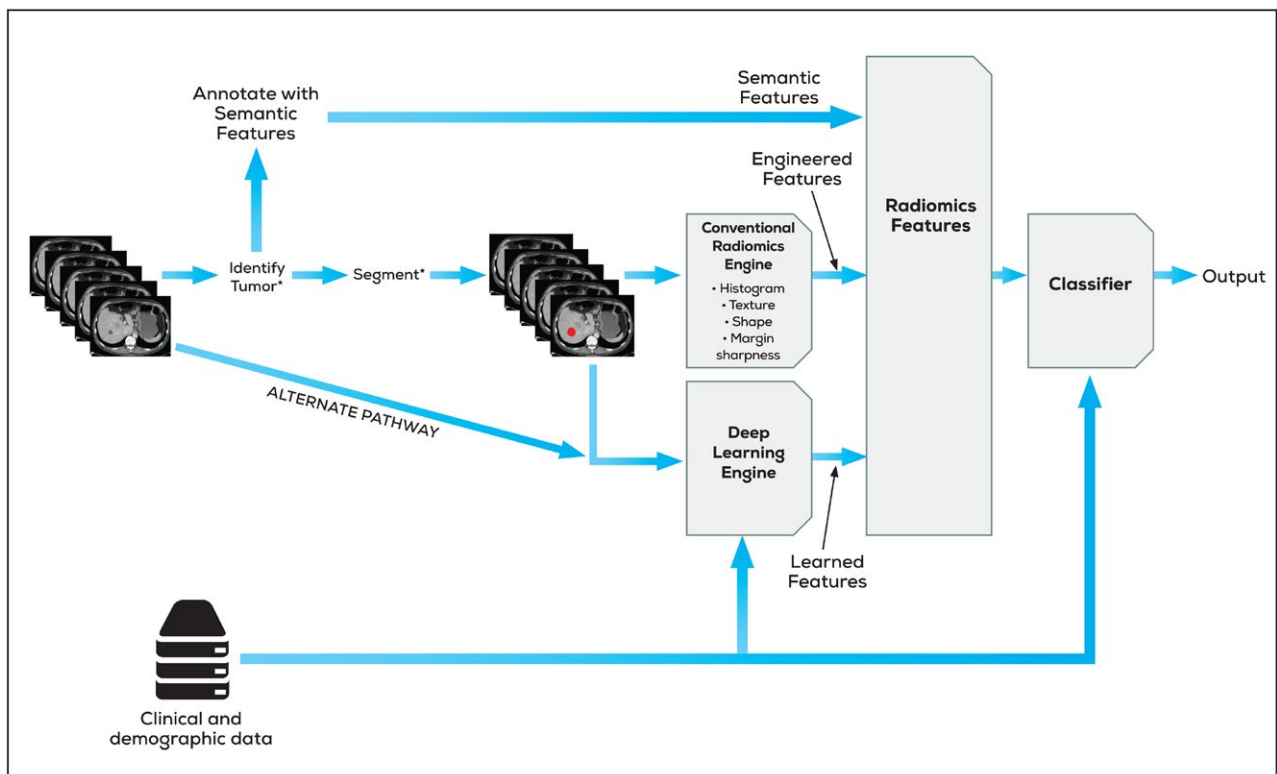 Annotate with
Semantic
Features
Semantic
Features
Engineered
Features
Identify
Tumor*
Segment*
Conventional
Radiomics
Engine
• Histogram
• Texture
• Shape
• Margin
sharpness
Radiomics
Features
Classifier
Output
ALTERNATE PATHWAY
Deep
Learning
Engine
Learned
Features
Clinical and
demographic data